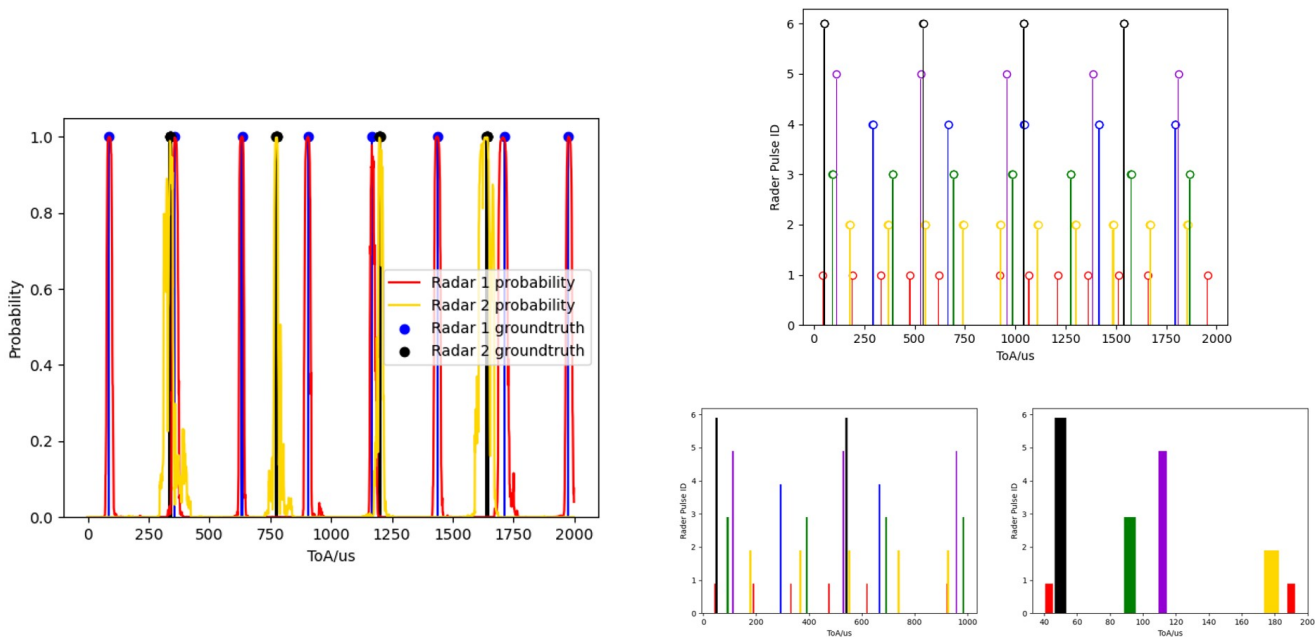 1.0
0.8
0.6
0.4
0.2
0.0
Probability
0 250 500 750 1000 1250 1500 1750 2000
ToA/us
Radar 1 probability
Radar 2 probability
Radar 1 groundtruth
Radar 2 groundtruth
6
5
4
3
2
1
0
Rader Pulse ID
0 250 500 750 1000 1250 1500 1750 2000
ToA/us
6
5
4
3
2
1
0
Rader Pulse ID
0 200 400 600 800 1000
ToA/us
6
5
4
3
2
1
0
Rader Pulse ID
40 60 80 100 120 140 160 180 200
ToA/us